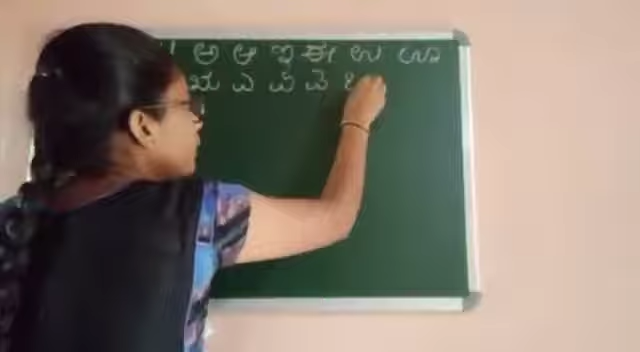 ಅ ಆ ಇ ಈ ಉ ಊ
ಋ ಎ ಏ ಐ